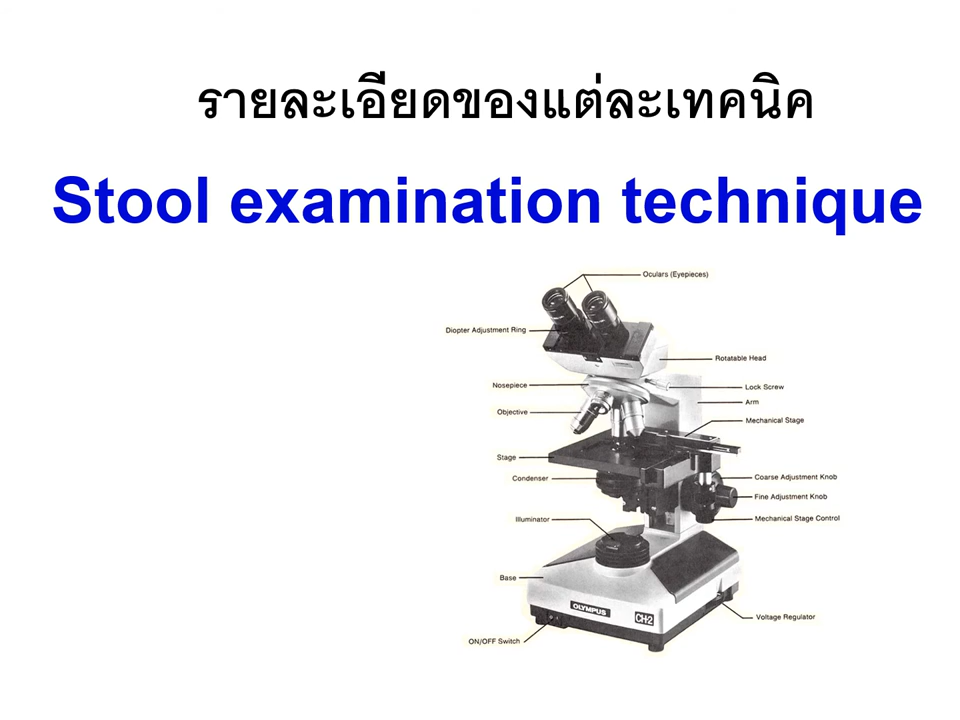 รายละเอียดของแต่ละเทคนิค
Stool examination technique
Oculars (Eyepieces)
Diopter Adjustment Ring
Rotatable Head
Nosepiece
Lock Screw
Arm
Objective
Mechanical Stage
Stage
Condenser
Coarse Adjustment Knob
Fine Adjustment Knob
Illuminator
Mechanical Stage Control
Base
OLYMPUS
CH-2
Voltage Regulator
ON/OFF Switch